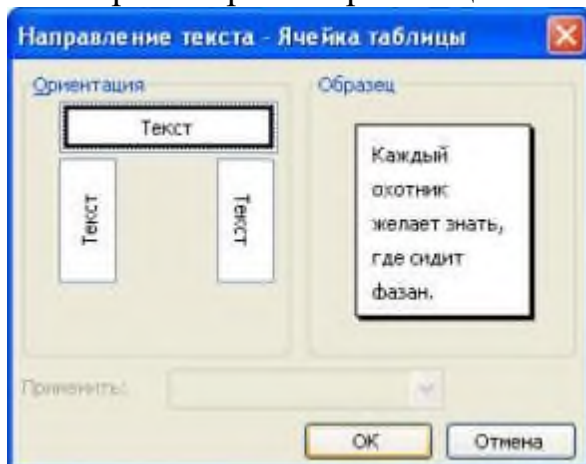 Направление текста - Ячейка таблицы
Ориентация
Текст
Текст
Текст
Образец
Каждый
охотник
желает знать,
где сидит
фазан.
Применить:
ОК
Отмена